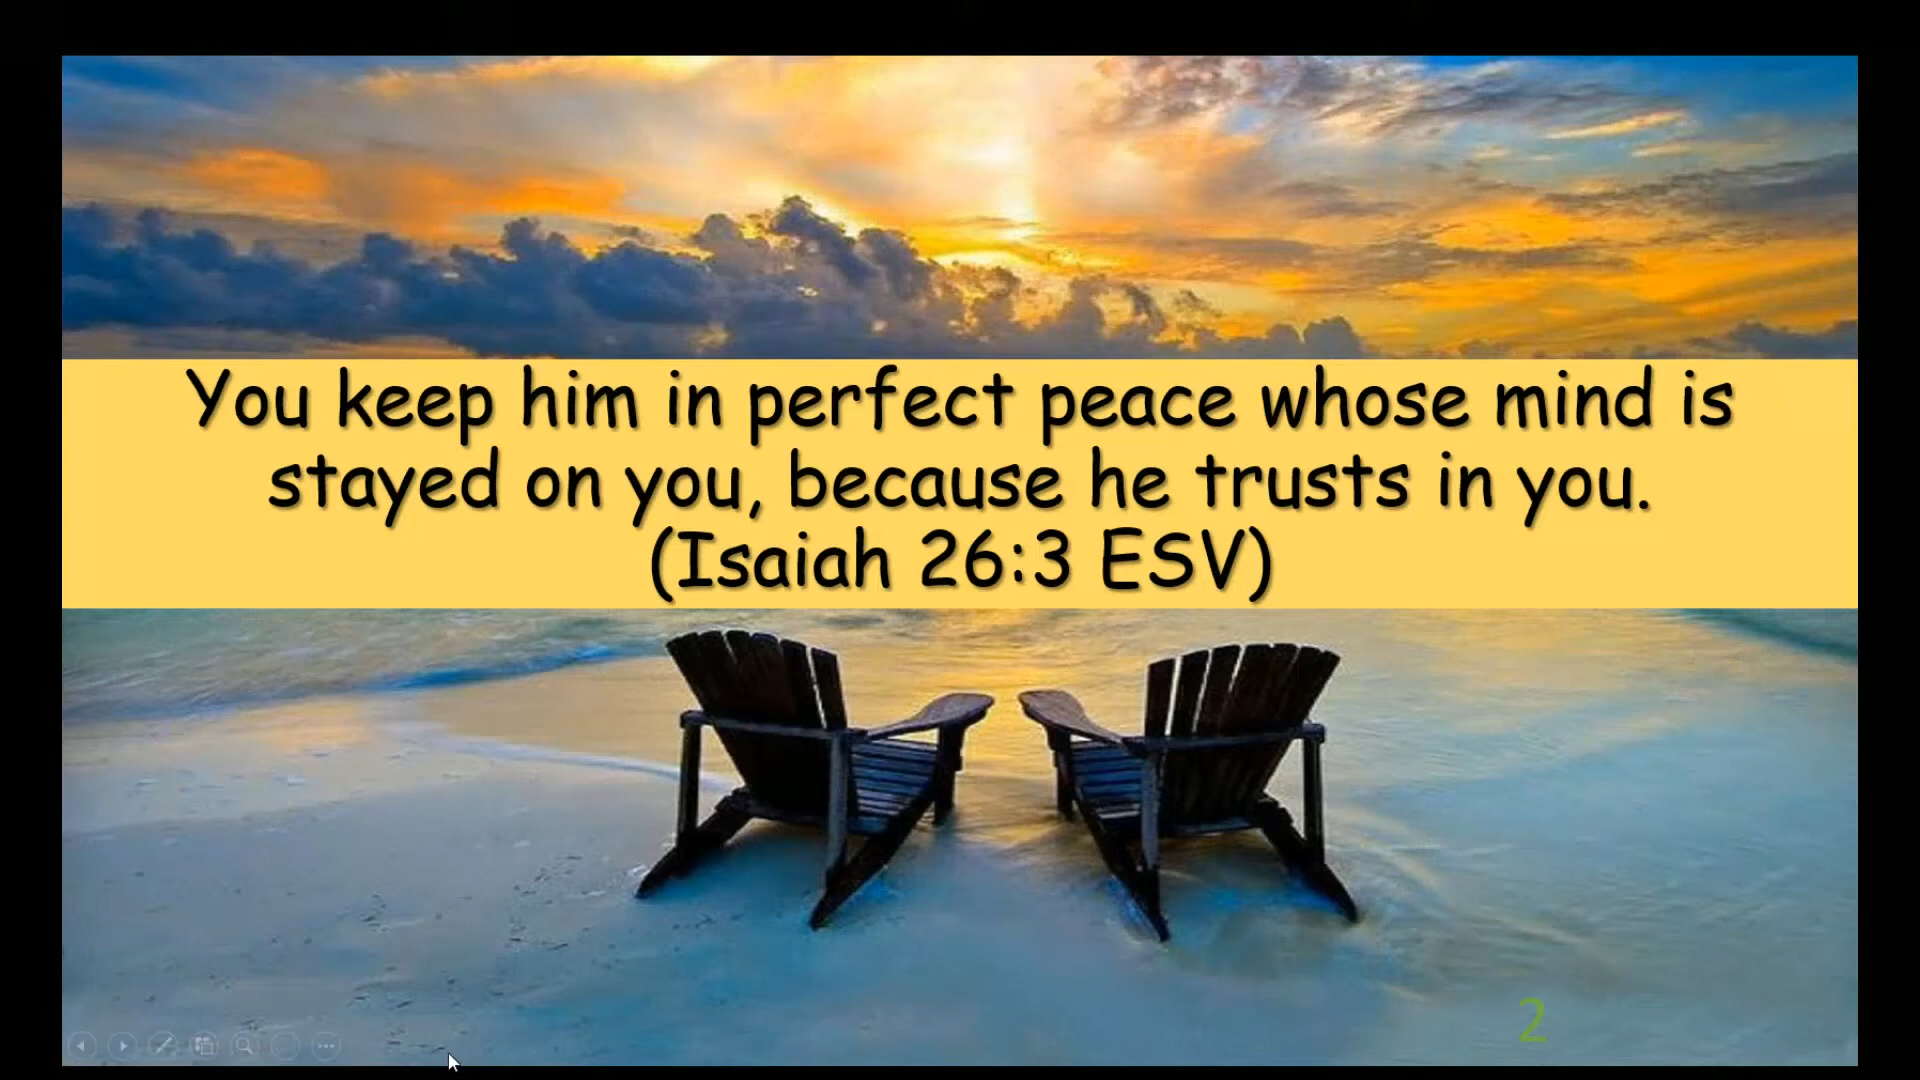 You keep him in perfect peace whose mind is
stayed on you, because he trusts in you.
(Isaiah 26:3 ESV)
2